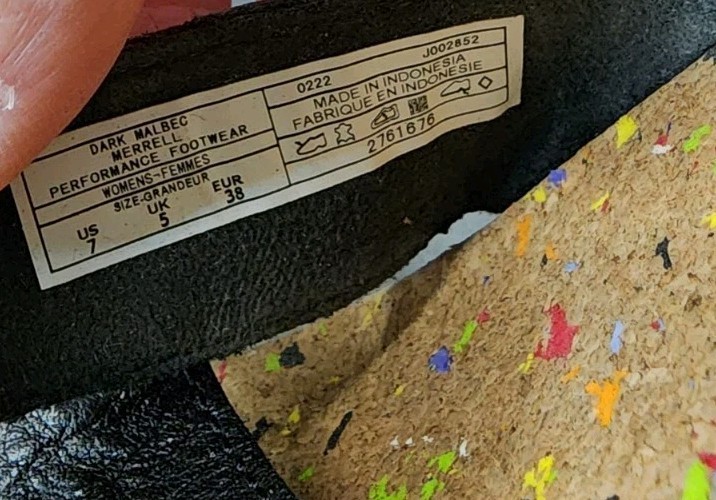 DARK MALBEC
MERRELL
PERFORMANCE FOOTWEAR
WOMENS-FEMMES
SIZE-GRANDEUR
US UK EUR
7 5 38
0222 J002852
MADE IN INDONESIA
FABRIQUE EN INDONESIE
2761676